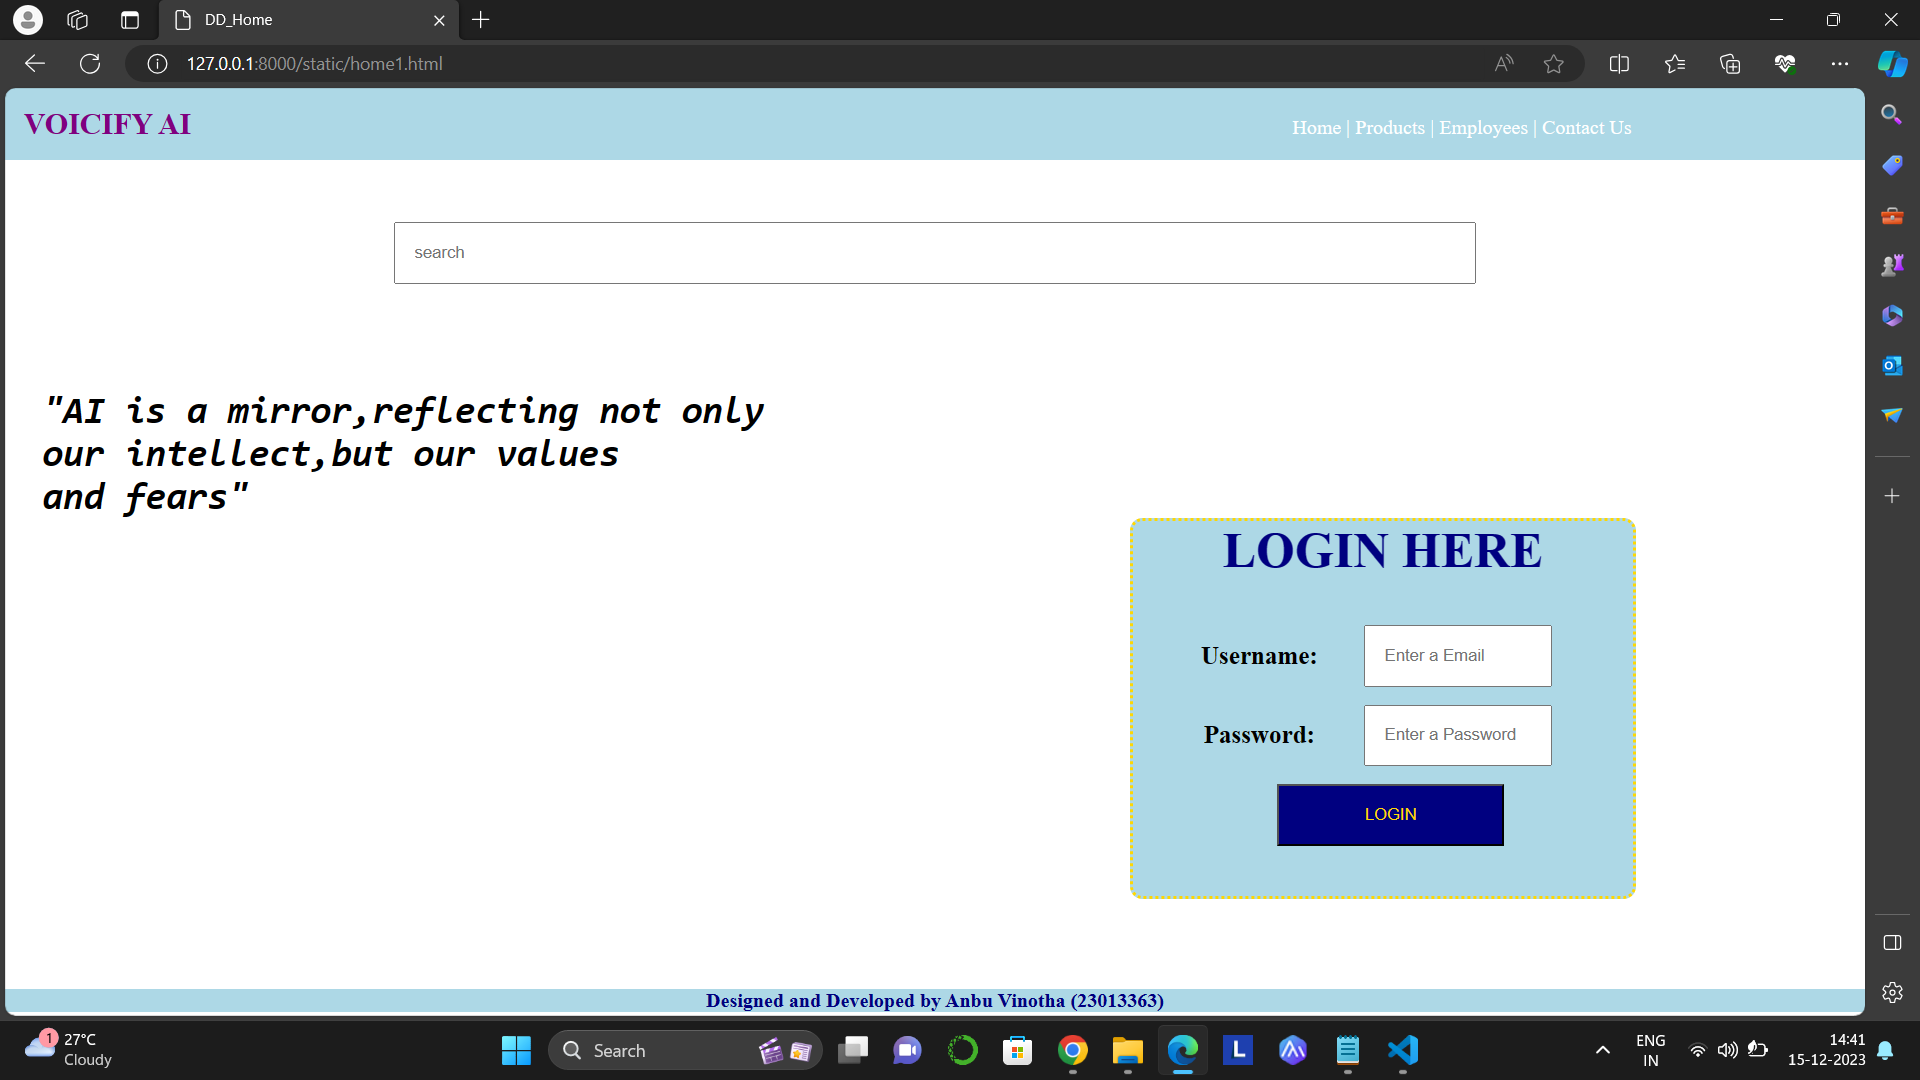 DD_Home
127.0.0.1:8000/static/home1.html
VOICIFY AI
Home | Products | Employees | Contact Us
search
"AI is a mirror,reflecting not only
our intellect,but our values
and fears"
LOGIN HERE
Username:
Enter a Email
Password:
Enter a Password
LOGIN
Designed and Developed by Anbu Vinotha (23013363)
1
27°C
Cloudy
Search
L
ENG
IN
14:41
15-12-2023